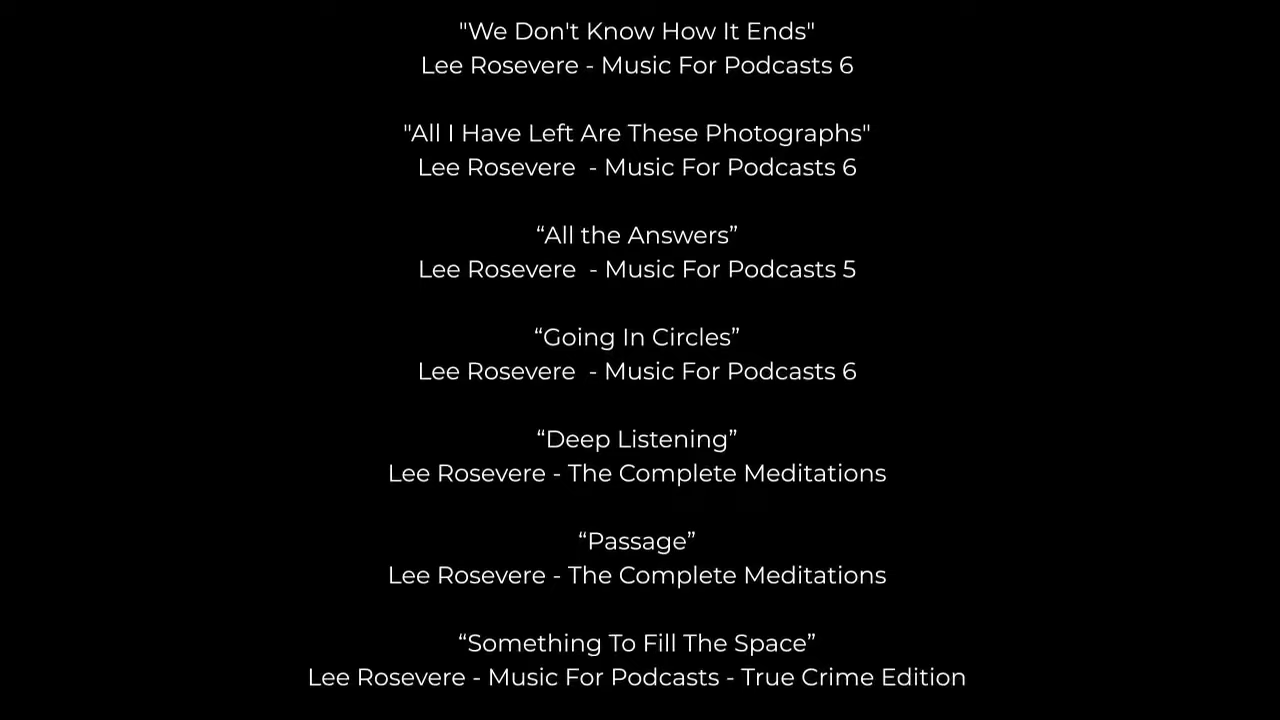 "We Don't Know How It Ends"
Lee Rosevere - Music For Podcasts 6
"All I Have Left Are These Photographs"
Lee Rosevere  - Music For Podcasts 6
“All the Answers”
Lee Rosevere  - Music For Podcasts 5
“Going In Circles”
Lee Rosevere  - Music For Podcasts 6
“Deep Listening”
Lee Rosevere - The Complete Meditations
“Passage”
Lee Rosevere - The Complete Meditations
“Something To Fill The Space”
Lee Rosevere - Music For Podcasts - True Crime Edition